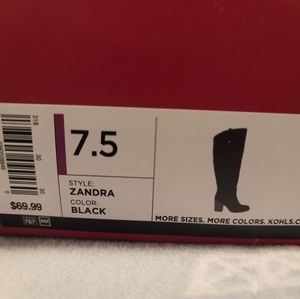 7.5
STYLE:
ZANDRA
COLOR:
BLACK
$69.99
MORE SIZES. MORE COLORS. KOHLS.C